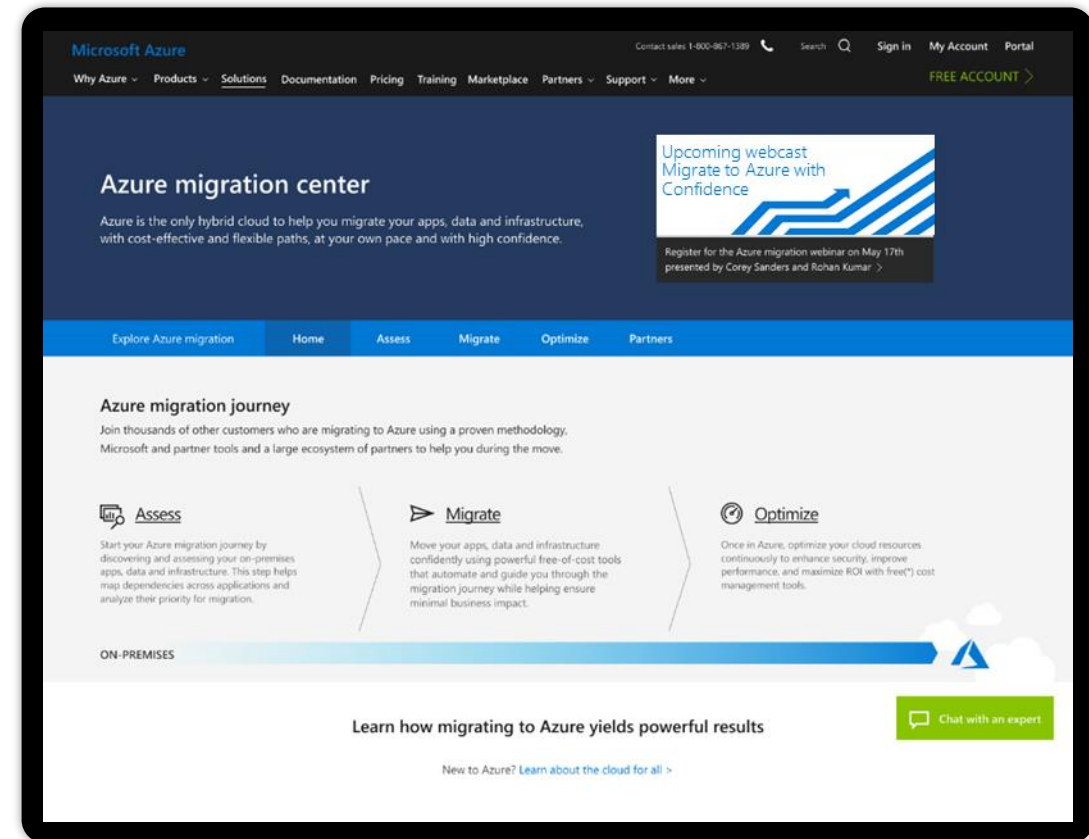 Microsoft Azure
Contact sales 1-800-867-1389
Search
Sign in
My Account
Portal
Why Azure
Products
Solutions
Documentation
Pricing
Training
Marketplace
Partners
Support
More
FREE ACCOUNT >
Azure migration center
Azure is the only hybrid cloud to help you migrate your apps, data and infrastructure,
with cost-effective and flexible paths, at your own pace and with high confidence.
Upcoming webcast
Migrate to Azure with
Confidence
Register for the Azure migration webinar on May 17th
presented by Corey Sanders and Rohan Kumar >
Explore Azure migration
Home
Assess
Migrate
Optimize
Partners
Azure migration journey
Join thousands of other customers who are migrating to Azure using a proven methodology,
Microsoft and partner tools and a large ecosystem of partners to help you during the move.
Assess
Start your Azure migration journey by
discovering and assessing your on-premises
apps, data and infrastructure. This step helps
map dependencies across applications and
analyze their priority for migration.
Migrate
Move your apps, data and infrastructure
confidently using powerful free-of-cost tools
that automate and guide you through the
migration journey while helping ensure
minimal business impact.
Optimize
Once in Azure, optimize your cloud resources
continuously to enhance security, improve
performance, and maximize ROI with free(*) cost
management tools.
ON-PREMISES
Learn how migrating to Azure yields powerful results
New to Azure? Learn about the cloud for all >
Chat with an expert